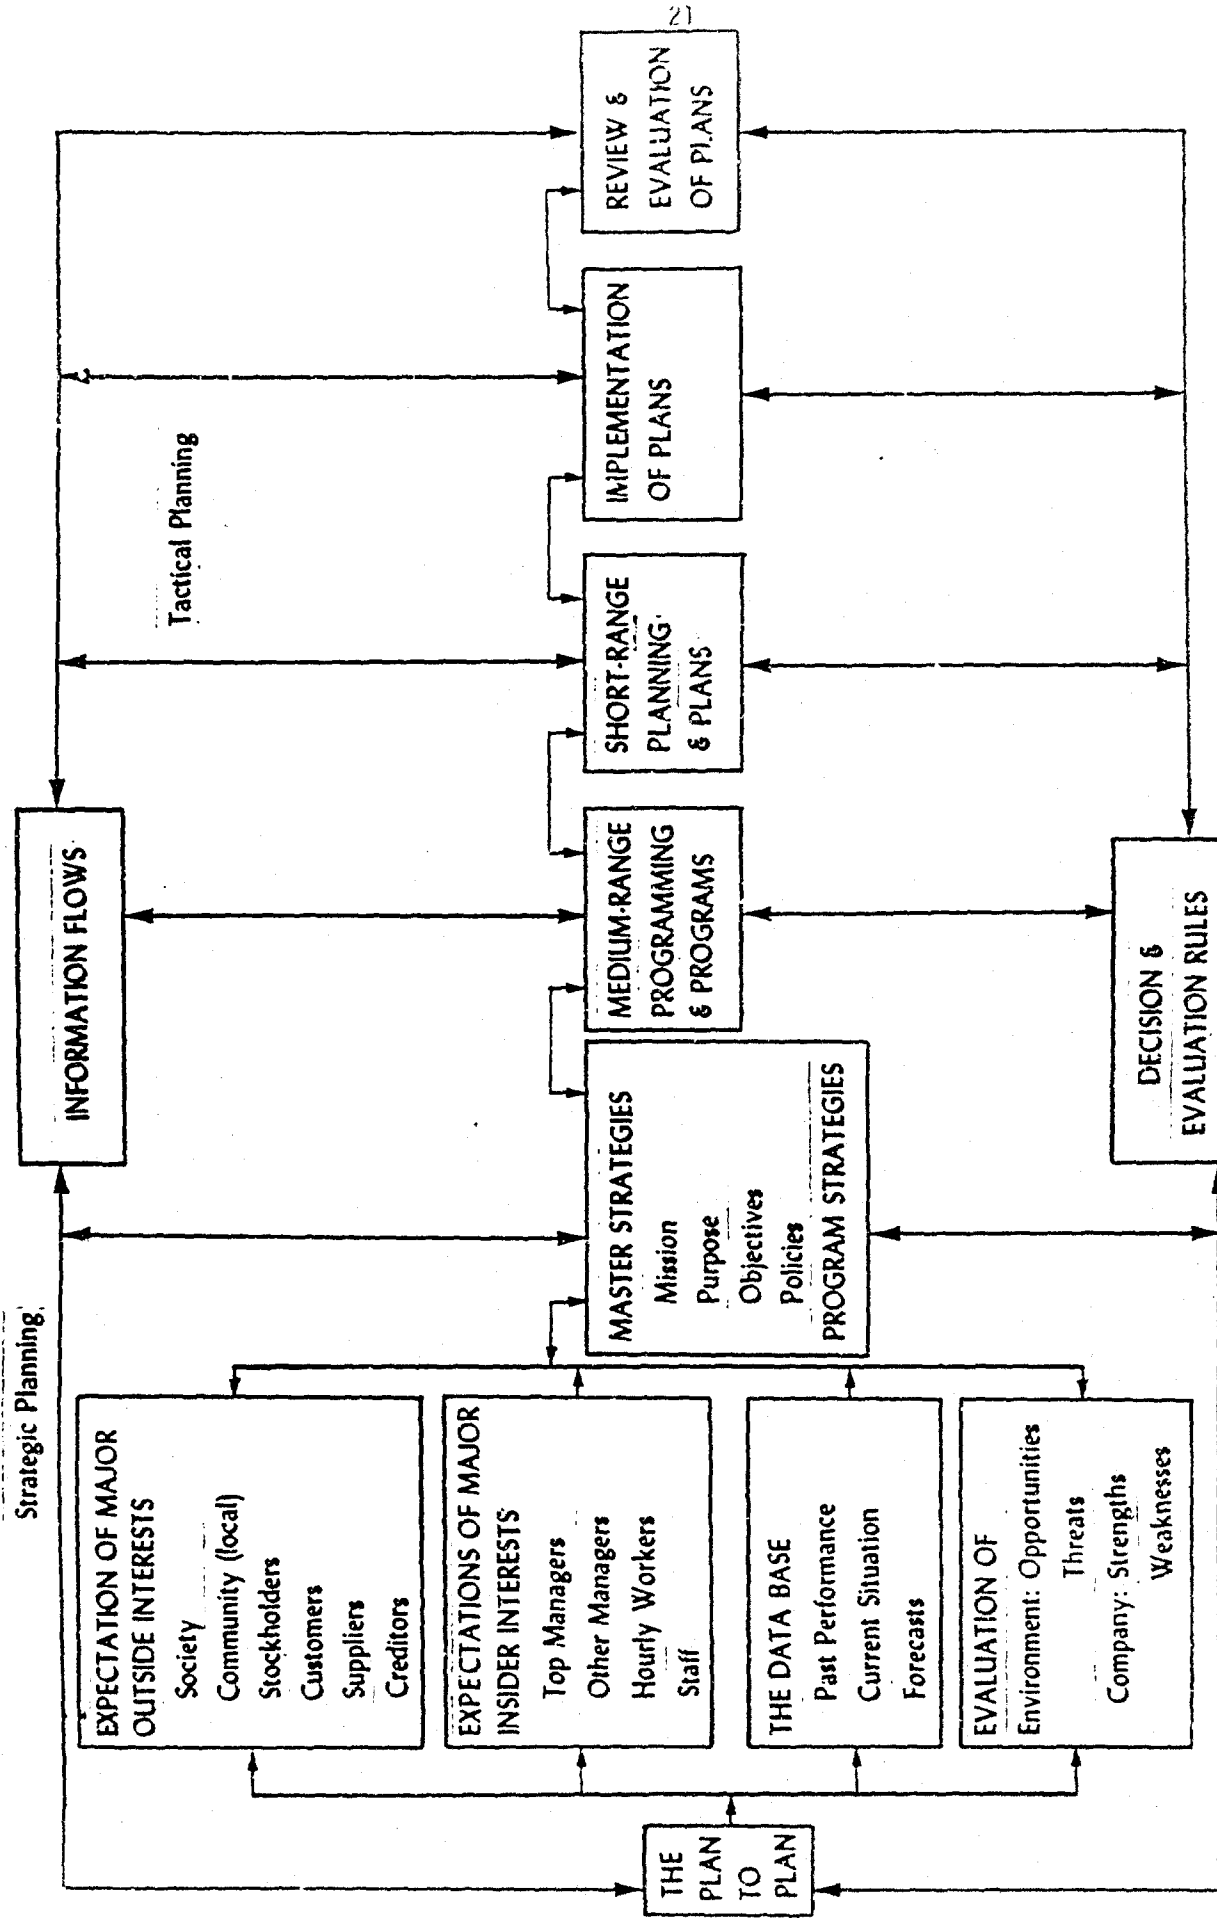 21
Strategic Planning
Tactical Planning
INFORMATION FLOWS
THE
PLAN
TO
PLAN
EXPECTATION OF MAJOR
OUTSIDE INTERESTS
Society
Community (local)
Stockholders
Customers
Suppliers
Creditors
EXPECTATIONS OF MAJOR
INSIDER INTERESTS
Top Managers
Other Managers
Hourly Workers
Staff
THE DATA BASE
Past Performance
Current Situation
Forecasts
EVALUATION OF
Environment: Opportunities
Threats
Company: Strengths
Weaknesses
MASTER STRATEGIES
Mission
Purpose
Objectives
Policies
PROGRAM STRATEGIES
MEDIUM-RANGE
PROGRAMMING
& PROGRAMS
SHORT-RANGE
PLANNING
& PLANS
IMPLEMENTATION
OF PLANS
REVIEW &
EVALUATION
OF PLANS
DECISION &
EVALUATION RULES